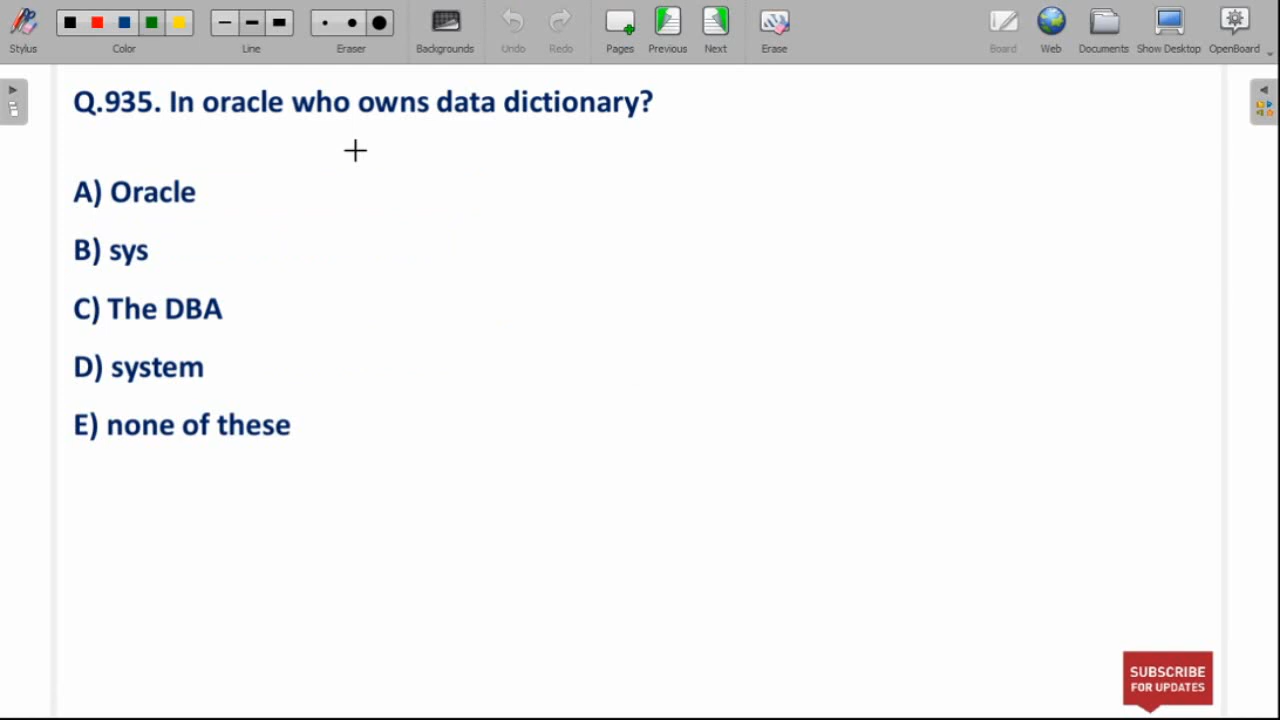 Stylus Color Line Eraser Backgrounds Undo Redo Pages Previous Next Erase Board Web Documents Show Desktop OpenBoard
Q.935. In oracle who owns data dictionary?
A) Oracle
B) sys
C) The DBA
D) system
E) none of these
SUBSCRIBE
FOR UPDATES